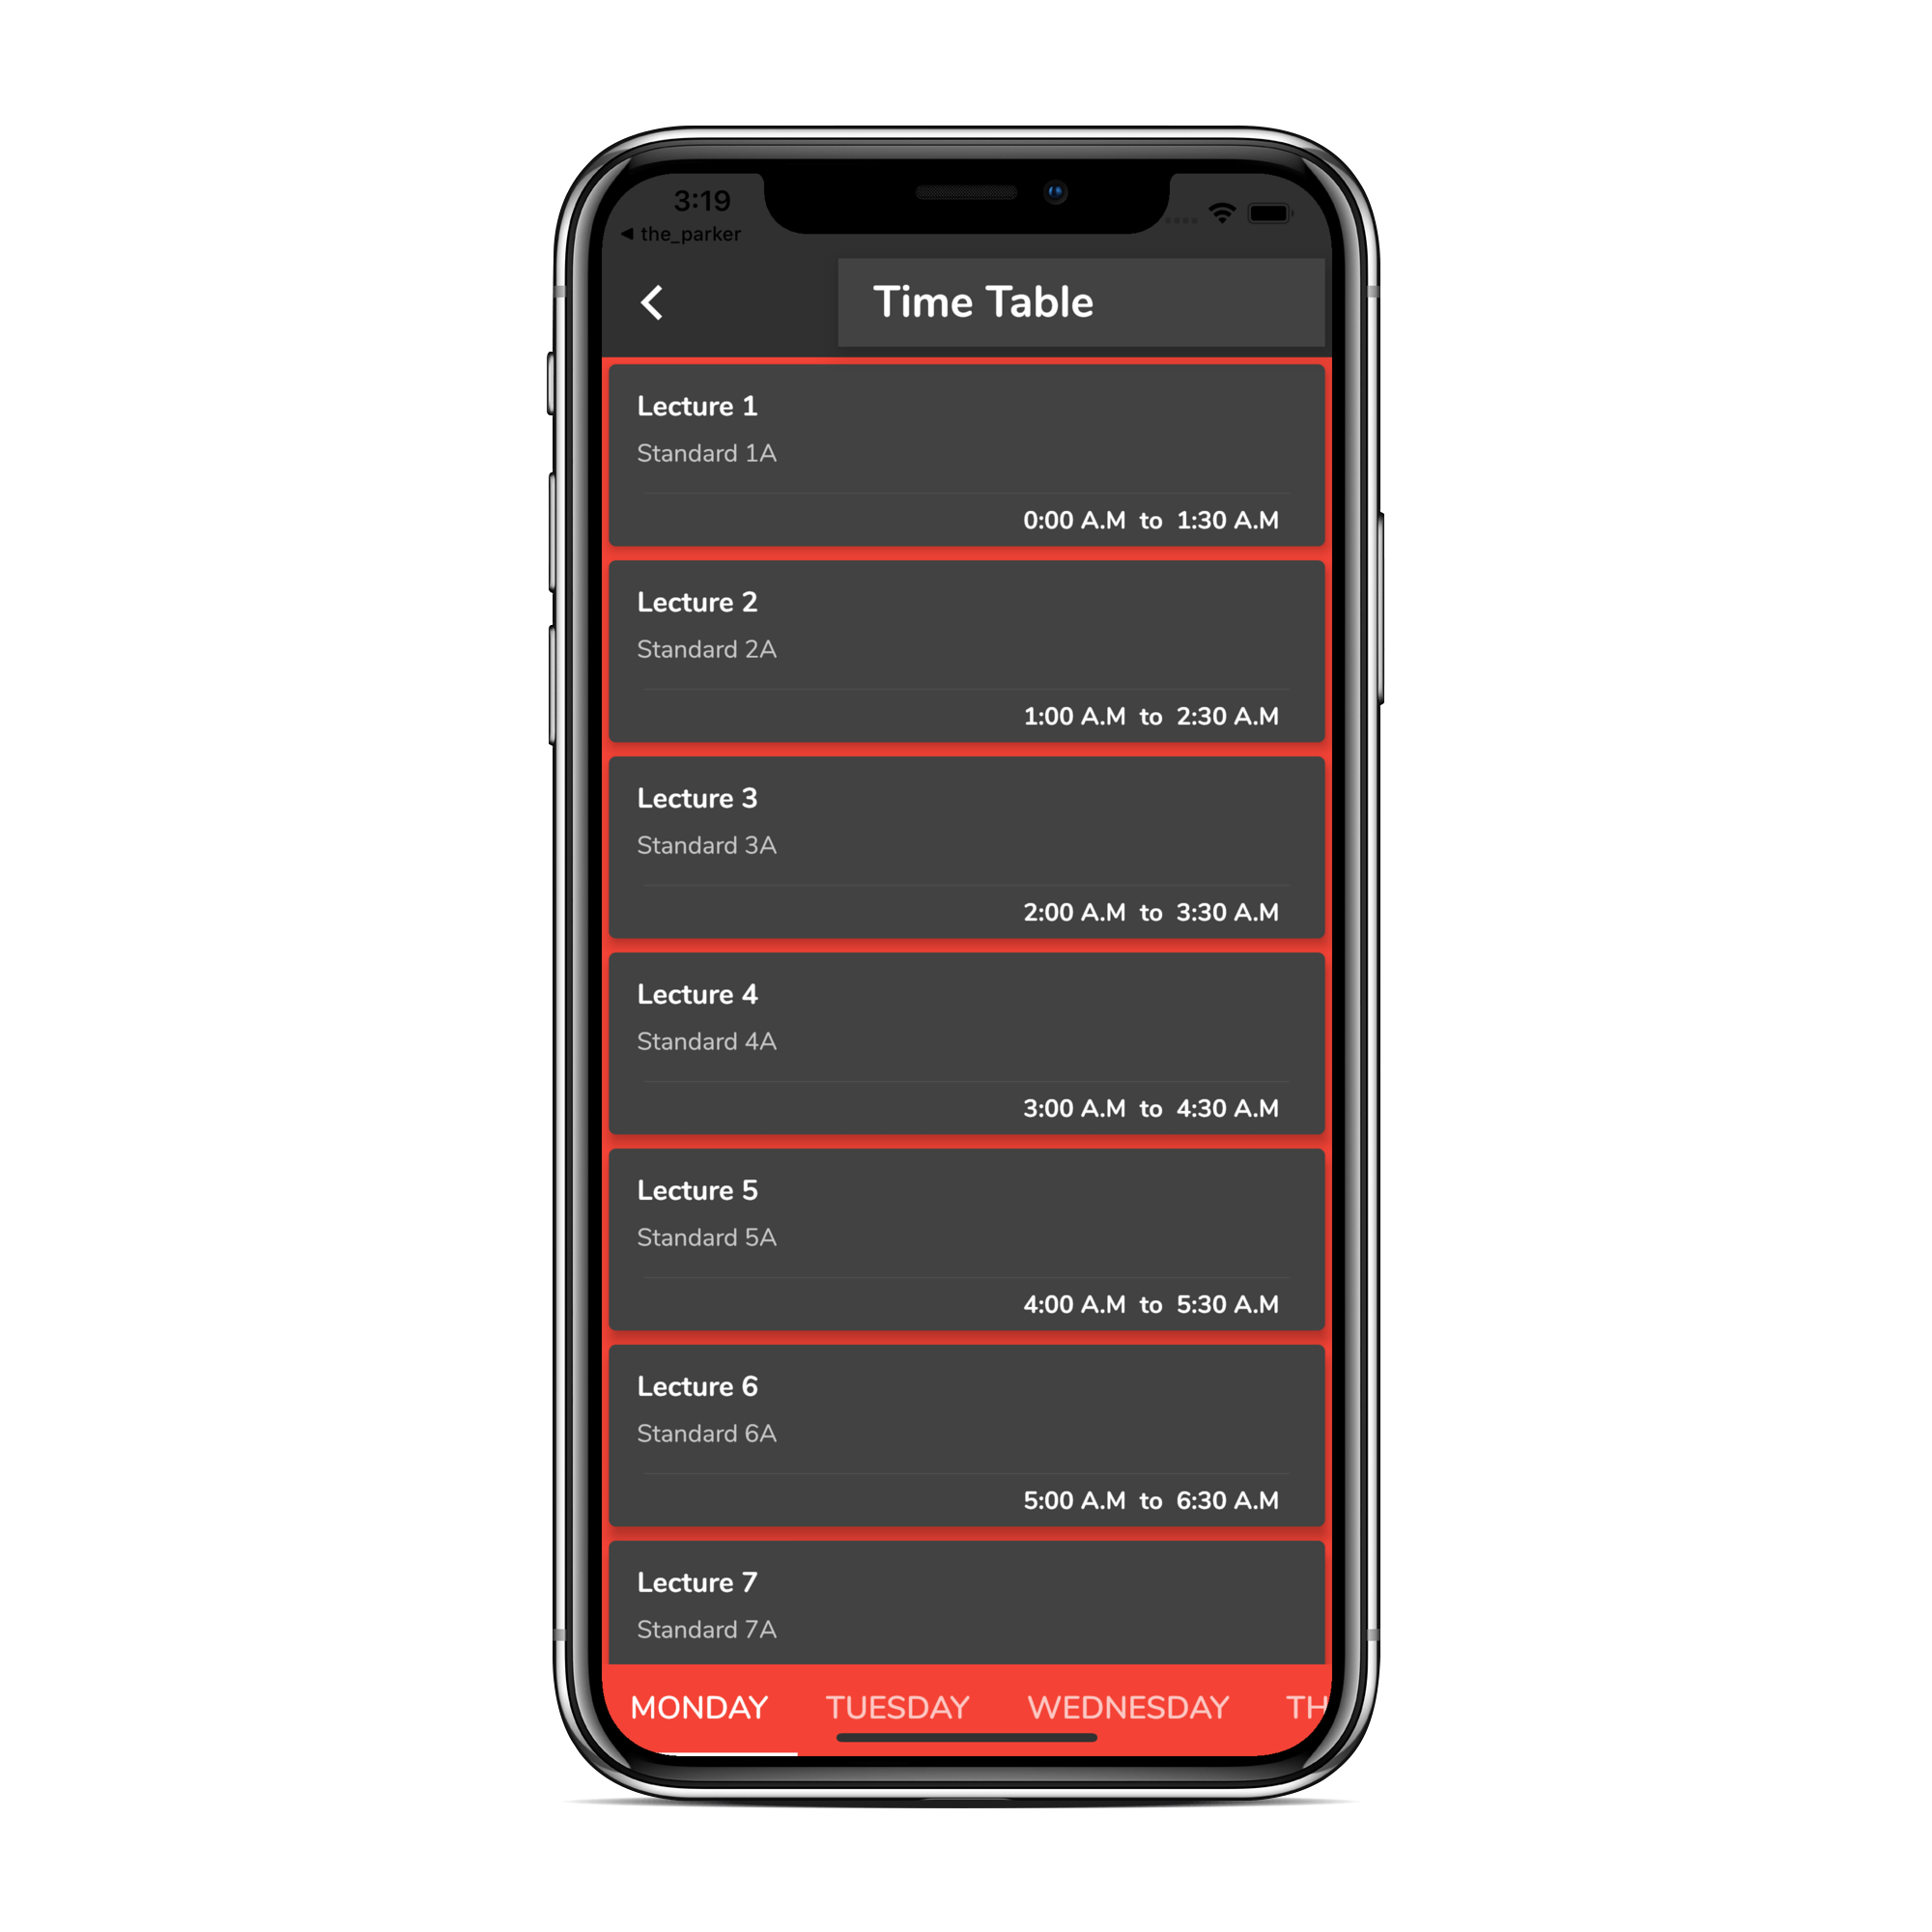 3:19
◀ the_parker
Time Table
Lecture 1
Standard 1A
0:00 A.M to 1:30 A.M
Lecture 2
Standard 2A
1:00 A.M to 2:30 A.M
Lecture 3
Standard 3A
2:00 A.M to 3:30 A.M
Lecture 4
Standard 4A
3:00 A.M to 4:30 A.M
Lecture 5
Standard 5A
4:00 A.M to 5:30 A.M
Lecture 6
Standard 6A
5:00 A.M to 6:30 A.M
Lecture 7
Standard 7A
MONDAY TUESDAY WEDNESDAY TH